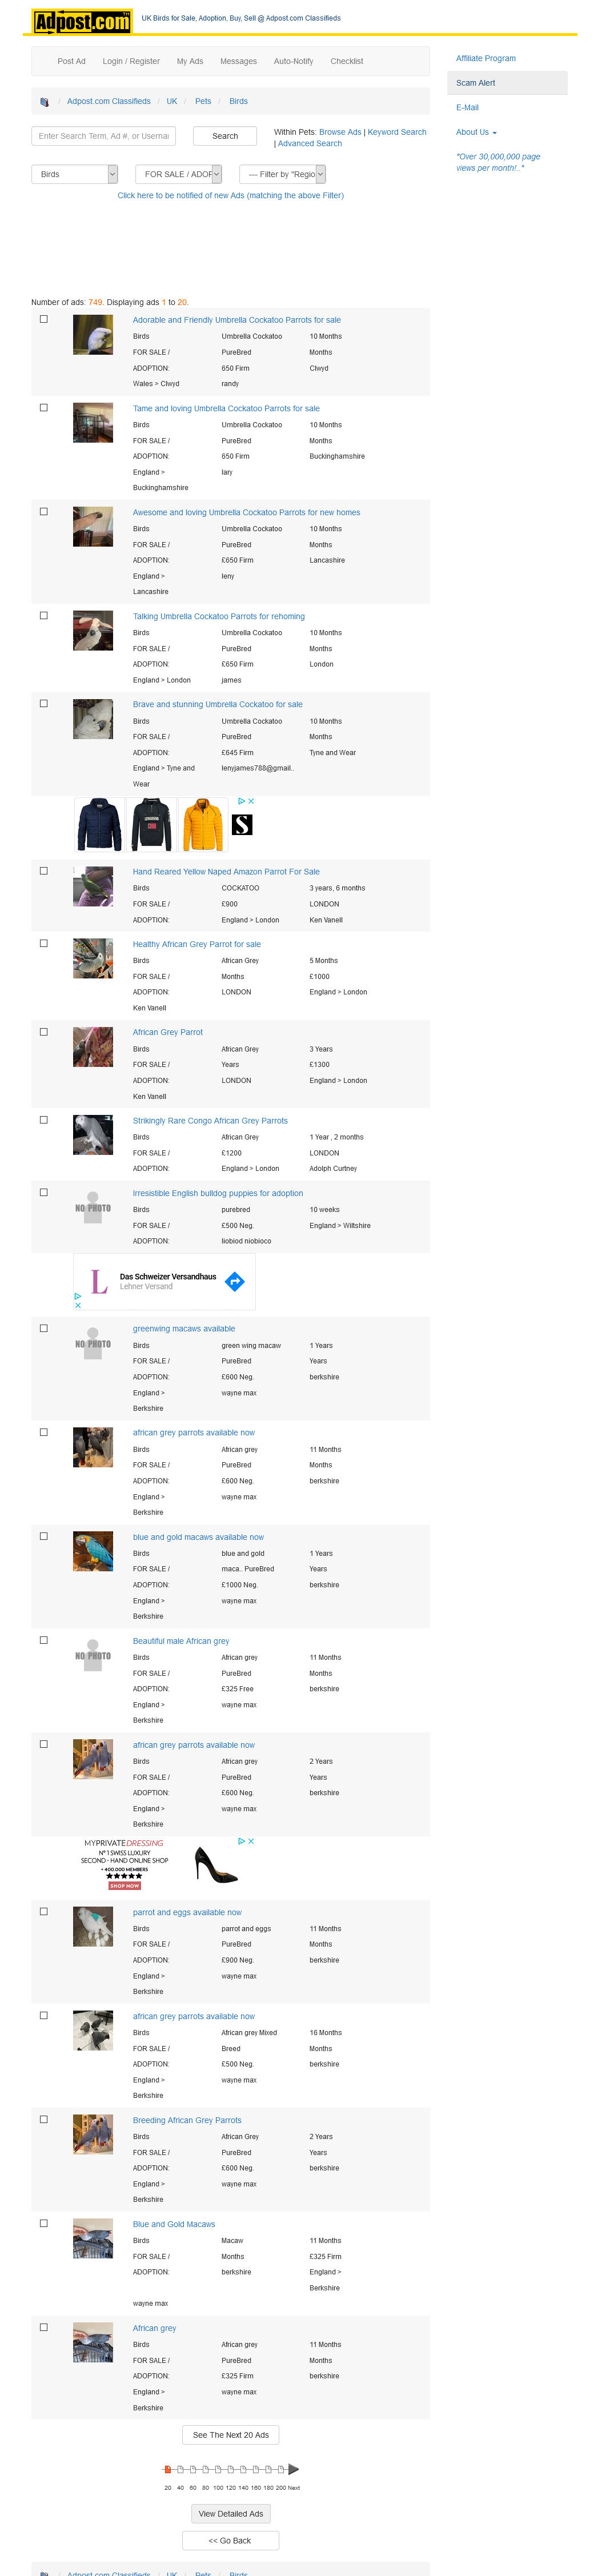 Adpost.com™
UK Birds for Sale, Adoption, Buy, Sell @ Adpost.com Classifieds
Post Ad Login / Register My Ads Messages Auto-Notify Checklist
Affiliate Program
Scam Alert
E-Mail
About Us
"Over 30,000,000 page
views per month!.."
/ Adpost.com Classifieds / UK / Pets / Birds
Enter Search Term, Ad #, or Userna
Search
Within Pets: Browse Ads | Keyword Search
| Advanced Search
Birds
FOR SALE / ADOP
--- Filter by "Regio
Click here to be notified of new Ads (matching the above Filter)
Number of ads: 749. Displaying ads 1 to 20.
Adorable and Friendly Umbrella Cockatoo Parrots for sale
Birds Umbrella Cockatoo 10 Months
FOR SALE / PureBred Months
ADOPTION: 650 Firm Clwyd
Wales > Clwyd randy
Tame and loving Umbrella Cockatoo Parrots for sale
Birds Umbrella Cockatoo 10 Months
FOR SALE / PureBred Months
ADOPTION: 650 Firm Buckinghamshire
England > lary
Buckinghamshire
Awesome and loving Umbrella Cockatoo Parrots for new homes
Birds Umbrella Cockatoo 10 Months
FOR SALE / PureBred Months
ADOPTION: £650 Firm Lancashire
England > leny
Lancashire
Talking Umbrella Cockatoo Parrots for rehoming
Birds Umbrella Cockatoo 10 Months
FOR SALE / PureBred Months
ADOPTION: £650 Firm London
England > London james
Brave and stunning Umbrella Cockatoo for sale
Birds Umbrella Cockatoo 10 Months
FOR SALE / PureBred Months
ADOPTION: £645 Firm Tyne and Wear
England > Tyne and lenyjames788@gmail..
Wear
S
Hand Reared Yellow Naped Amazon Parrot For Sale
Birds COCKATOO 3 years, 6 months
FOR SALE / £900 LONDON
ADOPTION: England > London Ken Vanell
Healthy African Grey Parrot for sale
Birds African Grey 5 Months
FOR SALE / Months £1000
ADOPTION: LONDON England > London
Ken Vanell
African Grey Parrot
Birds African Grey 3 Years
FOR SALE / Years £1300
ADOPTION: LONDON England > London
Ken Vanell
Strikingly Rare Congo African Grey Parrots
Birds African Grey 1 Year , 2 months
FOR SALE / £1200 LONDON
ADOPTION: England > London Adolph Curtney
Irresistible English bulldog puppies for adoption
NO PHOTO
Birds purebred 10 weeks
FOR SALE / £500 Neg. England > Wiltshire
ADOPTION: liobiod niobioco
L
Das Schweizer Versandhaus
Lehner Versand
greenwing macaws available
NO PHOTO
Birds green wing macaw 1 Years
FOR SALE / PureBred Years
ADOPTION: £600 Neg. berkshire
England > wayne max
Berkshire
african grey parrots available now
Birds African grey 11 Months
FOR SALE / PureBred Months
ADOPTION: £600 Neg. berkshire
England > wayne max
Berkshire
blue and gold macaws available now
Birds blue and gold 1 Years
FOR SALE / maca.. PureBred Years
ADOPTION: £1000 Neg. berkshire
England > wayne max
Berkshire
Beautiful male African grey
NO PHOTO
Birds African grey 11 Months
FOR SALE / PureBred Months
ADOPTION: £325 Free berkshire
England > wayne max
Berkshire
african grey parrots available now
Birds African grey 2 Years
FOR SALE / PureBred Years
ADOPTION: £600 Neg. berkshire
England > wayne max
Berkshire
MYPRIVATEDRESSING
N°1 SWISS LUXURY
SECOND - HAND ONLINE SHOP
+ 400.000 MEMBERS
SHOP NOW
parrot and eggs available now
Birds parrot and eggs 11 Months
FOR SALE / PureBred Months
ADOPTION: £900 Neg. berkshire
England > wayne max
Berkshire
african grey parrots available now
Birds African grey Mixed 16 Months
FOR SALE / Breed Months
ADOPTION: £500 Neg. berkshire
England > wayne max
Berkshire
Breeding African Grey Parrots
Birds African Grey 2 Years
FOR SALE / PureBred Years
ADOPTION: £600 Neg. berkshire
England > wayne max
Berkshire
Blue and Gold Macaws
Birds Macaw 11 Months
FOR SALE / Months £325 Firm
ADOPTION: berkshire England >
Berkshire
wayne max
African grey
Birds African grey 11 Months
FOR SALE / PureBred Months
ADOPTION: £325 Firm berkshire
England > wayne max
Berkshire
See The Next 20 Ads
20 40 60 80 100 120 140 160 180 200 Next
View Detailed Ads
<< Go Back
/ Adpost.com Classifieds / UK / Pets / Birds